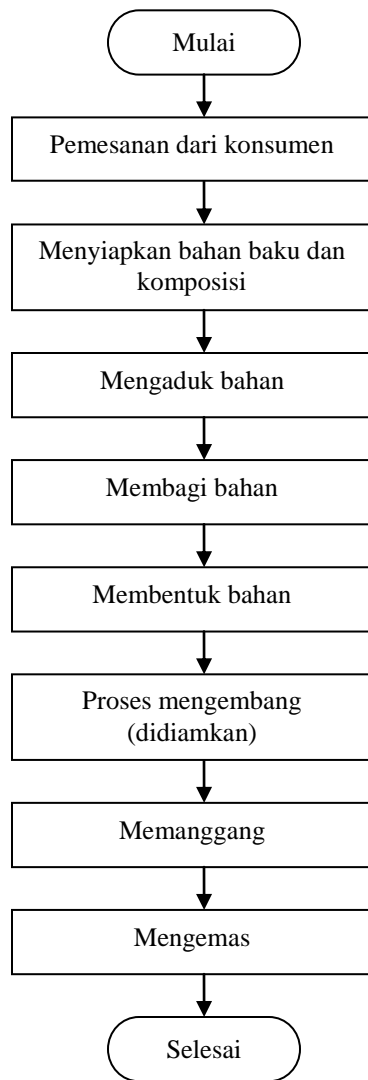 Mulai
Pemesanan dari konsumen
Menyiapkan bahan baku dan
komposisi
Mengaduk bahan
Membagi bahan
Membentuk bahan
Proses mengembang
(didiamkan)
Memanggang
Mengemas
Selesai